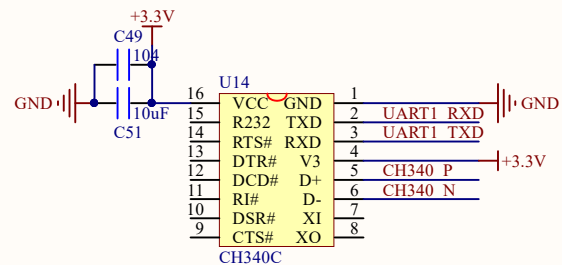 +3.3V
C49
104
GND
10uF
C51
U14
16 VCC GND 1 GND
15 R232 TXD 2 UART1_RXD
14 RTS# RXD 3 UART1_TXD
13 DTR# V3 4 +3.3V
12 DCD# D+ 5 CH340_P
11 RI# D- 6 CH340_N
10 DSR# XI 7
9 CTS# XO 8
CH340C